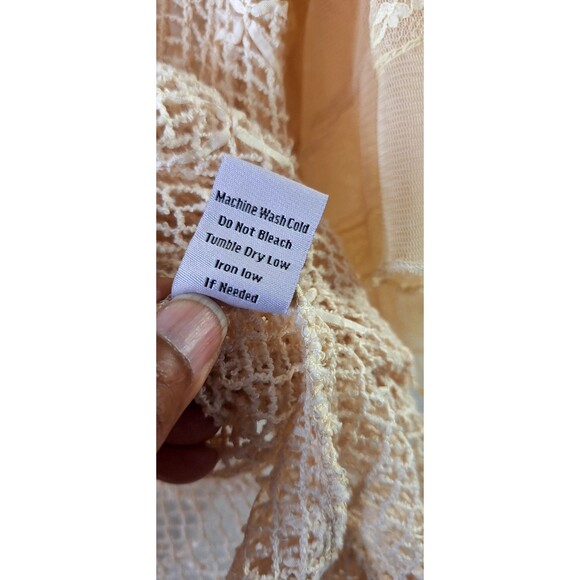 Machine Wash Cold
Do Not Bleach
Tumble Dry Low
Iron low
If Needed